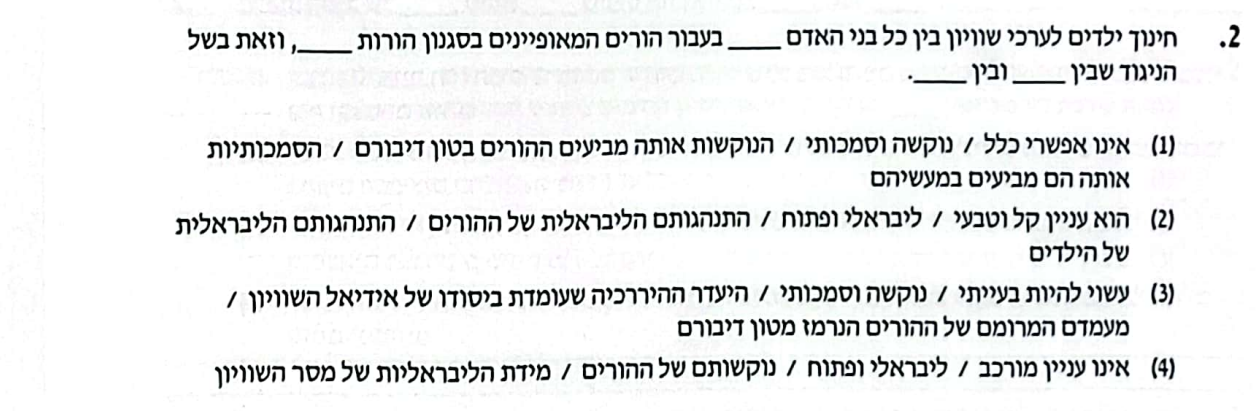 2. חינוך ילדים לערכי שוויון בין כל בני האדם ____ בעבור הורים המאופיינים בסגנון הורות ____, וזאת בשל
הניגוד שבין ____ ובין ____.
(1) אינו אפשרי כלל / נוקשה וסמכותי / הנוקשות אותה מביעים ההורים בטון דיבורם / הסמכותיות
אותה הם מביעים במעשיהם
(2) הוא עניין קל וטבעי / ליבראלי ופתוח / התנהגותם הליבראלית של ההורים / התנהגותם הליבראלית
של הילדים
(3) עשוי להיות בעייתי / נוקשה וסמכותי / היעדר ההיררכיה שעומדת ביסודו של אידיאל השוויון /
מעמדם המרומם של ההורים הנרמז מטון דיבורם
(4) אינו עניין מורכב / ליבראלי ופתוח / נוקשותם של ההורים / מידת הליבראליות של מסר השוויון